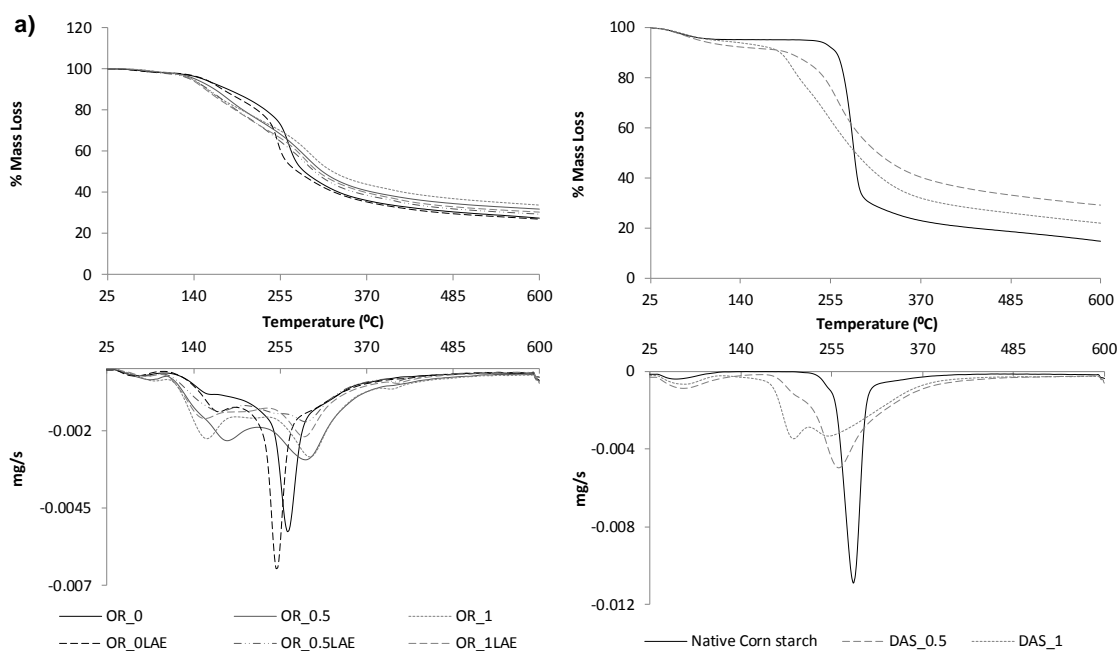 a)
120
100
80
60
40
20
0
% Mass Loss
25 140 255 370 485 600
Temperature (⁰C)
100
80
60
40
20
0
% Mass Loss
25 140 255 370 485 600
Temperature (⁰C)
25 140 255 370 485 600
-0.002
-0.0045
-0.007
mg/s
OR_0 OR_0.5 OR_1
OR_0LAE OR_0.5LAE OR_1LAE
25 140 255 370 485 600
0
-0.004
-0.008
-0.012
mg/s
Native Corn starch DAS_0.5 DAS_1